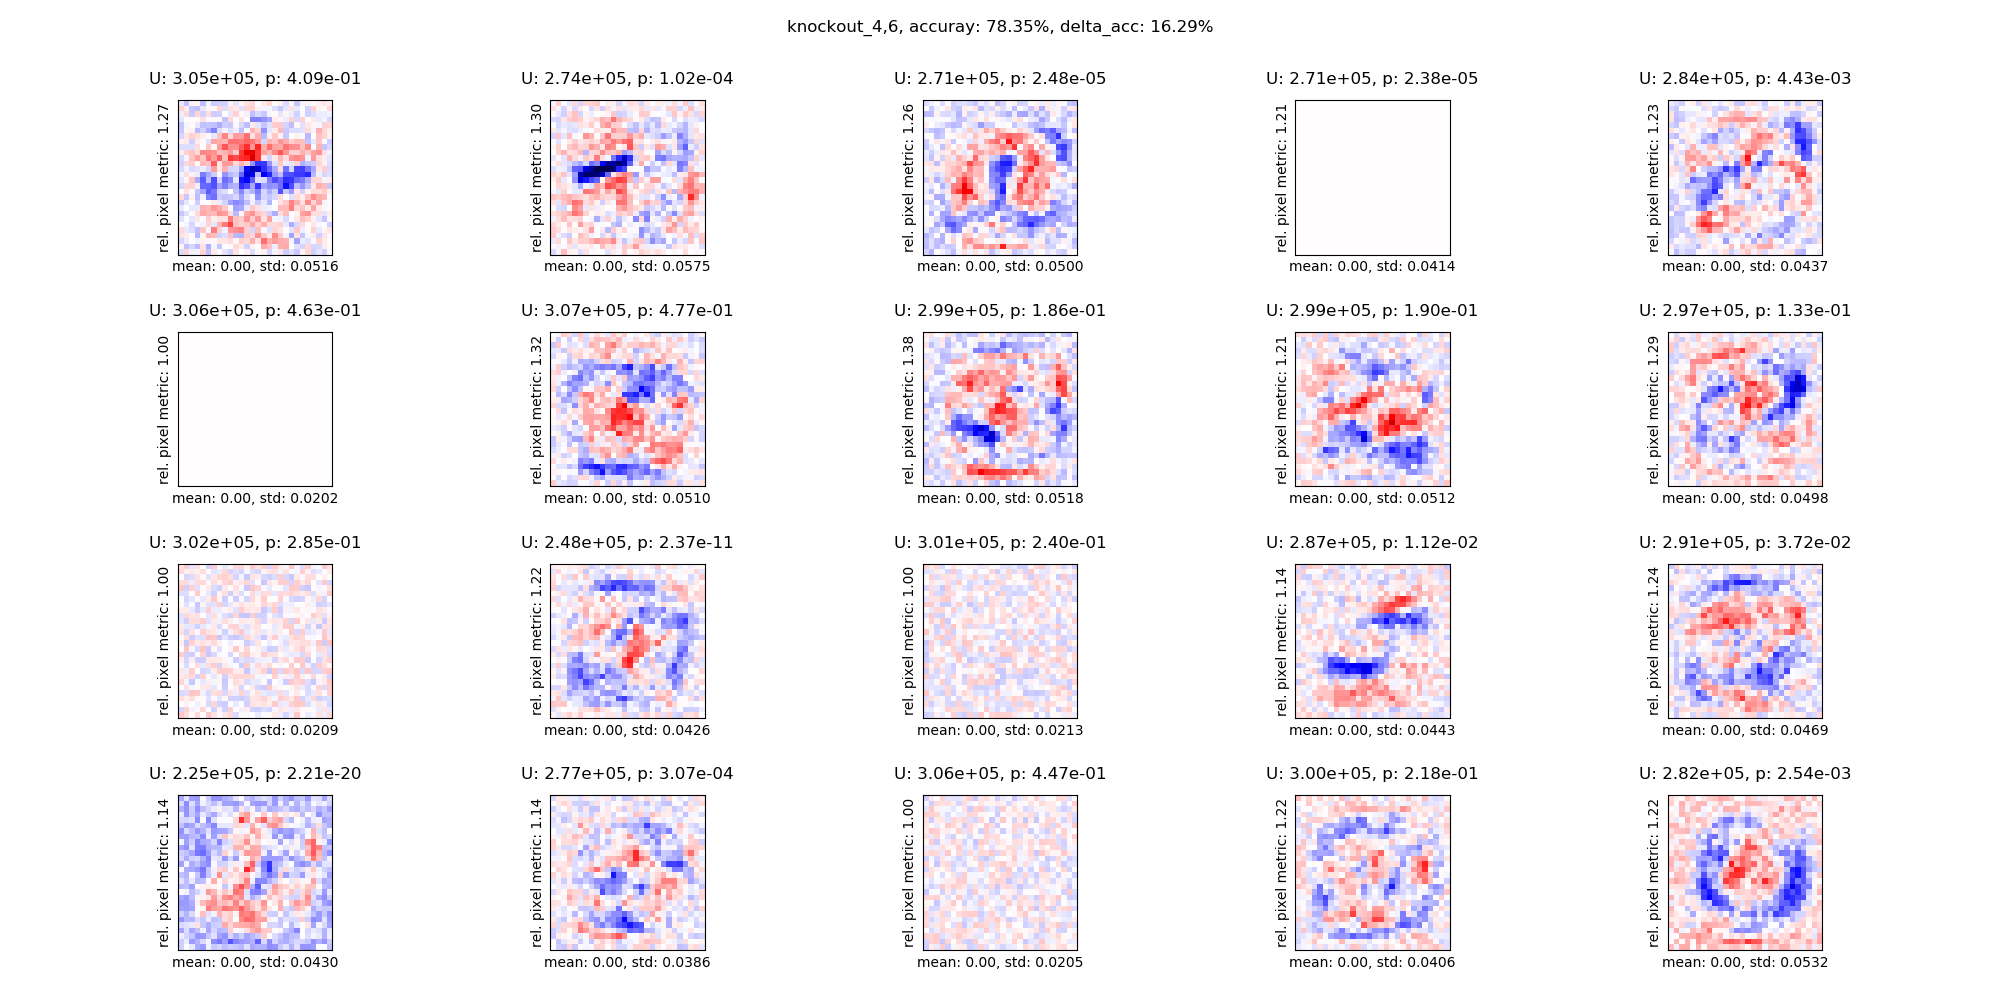 knockout_4,6, accuray: 78.35%, delta_acc: 16.29%
U: 3.05e+05, p: 4.09e-01
rel. pixel metric: 1.27
mean: 0.00, std: 0.0516
U: 2.74e+05, p: 1.02e-04
rel. pixel metric: 1.30
mean: 0.00, std: 0.0575
U: 2.71e+05, p: 2.48e-05
rel. pixel metric: 1.26
mean: 0.00, std: 0.0500
U: 2.71e+05, p: 2.38e-05
rel. pixel metric: 1.21
mean: 0.00, std: 0.0414
U: 2.84e+05, p: 4.43e-03
rel. pixel metric: 1.23
mean: 0.00, std: 0.0437
U: 3.06e+05, p: 4.63e-01
rel. pixel metric: 1.00
mean: 0.00, std: 0.0202
U: 3.07e+05, p: 4.77e-01
rel. pixel metric: 1.32
mean: 0.00, std: 0.0510
U: 2.99e+05, p: 1.86e-01
rel. pixel metric: 1.38
mean: 0.00, std: 0.0518
U: 2.99e+05, p: 1.90e-01
rel. pixel metric: 1.21
mean: 0.00, std: 0.0512
U: 2.97e+05, p: 1.33e-01
rel. pixel metric: 1.29
mean: 0.00, std: 0.0498
U: 3.02e+05, p: 2.85e-01
rel. pixel metric: 1.00
mean: 0.00, std: 0.0209
U: 2.48e+05, p: 2.37e-11
rel. pixel metric: 1.22
mean: 0.00, std: 0.0426
U: 3.01e+05, p: 2.40e-01
rel. pixel metric: 1.00
mean: 0.00, std: 0.0213
U: 2.87e+05, p: 1.12e-02
rel. pixel metric: 1.14
mean: 0.00, std: 0.0443
U: 2.91e+05, p: 3.72e-02
rel. pixel metric: 1.24
mean: 0.00, std: 0.0469
U: 2.25e+05, p: 2.21e-20
rel. pixel metric: 1.14
mean: 0.00, std: 0.0430
U: 2.77e+05, p: 3.07e-04
rel. pixel metric: 1.14
mean: 0.00, std: 0.0386
U: 3.06e+05, p: 4.47e-01
rel. pixel metric: 1.00
mean: 0.00, std: 0.0205
U: 3.00e+05, p: 2.18e-01
rel. pixel metric: 1.22
mean: 0.00, std: 0.0406
U: 2.82e+05, p: 2.54e-03
rel. pixel metric: 1.22
mean: 0.00, std: 0.0532